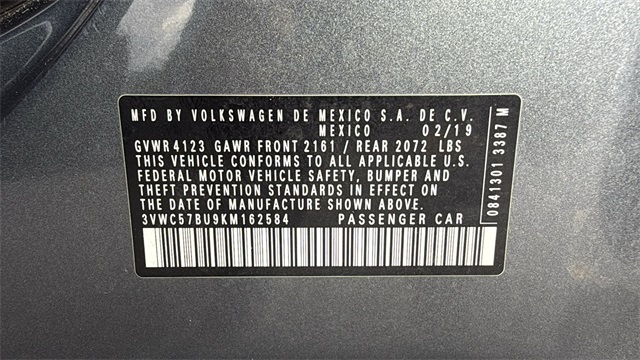 MFD BY VOLKSWAGEN DE MEXICO S.A. DE C.V.
MEXICO 02/19
GVWR 4123 GAWR FRONT 2161 / REAR 2072 LBS
THIS VEHICLE CONFORMS TO ALL APPLICABLE U.S.
FEDERAL MOTOR VEHICLE SAFETY, BUMPER AND
THEFT PREVENTION STANDARDS IN EFFECT ON
THE DATE OF MANUFACTURE SHOWN ABOVE.
3VWC57BU9KM162584 PASSENGER CAR
0841301 3387 M